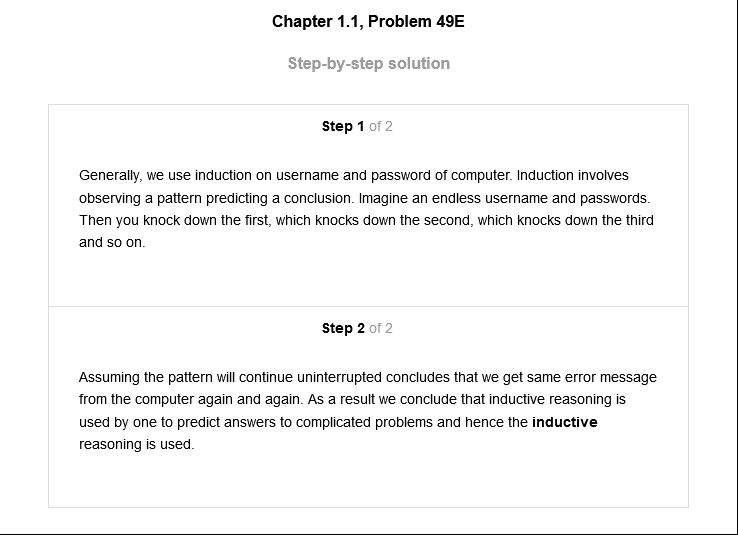 Chapter 1.1, Problem 49E
Step-by-step solution
Step 1 of 2
Generally, we use induction on username and password of computer. Induction involves
observing a pattern predicting a conclusion. Imagine an endless username and passwords.
Then you knock down the first, which knocks down the second, which knocks down the third
and so on.
Step 2 of 2
Assuming the pattern will continue uninterrupted concludes that we get same error message
from the computer again and again. As a result we conclude that inductive reasoning is
used by one to predict answers to complicated problems and hence the inductive
reasoning is used.